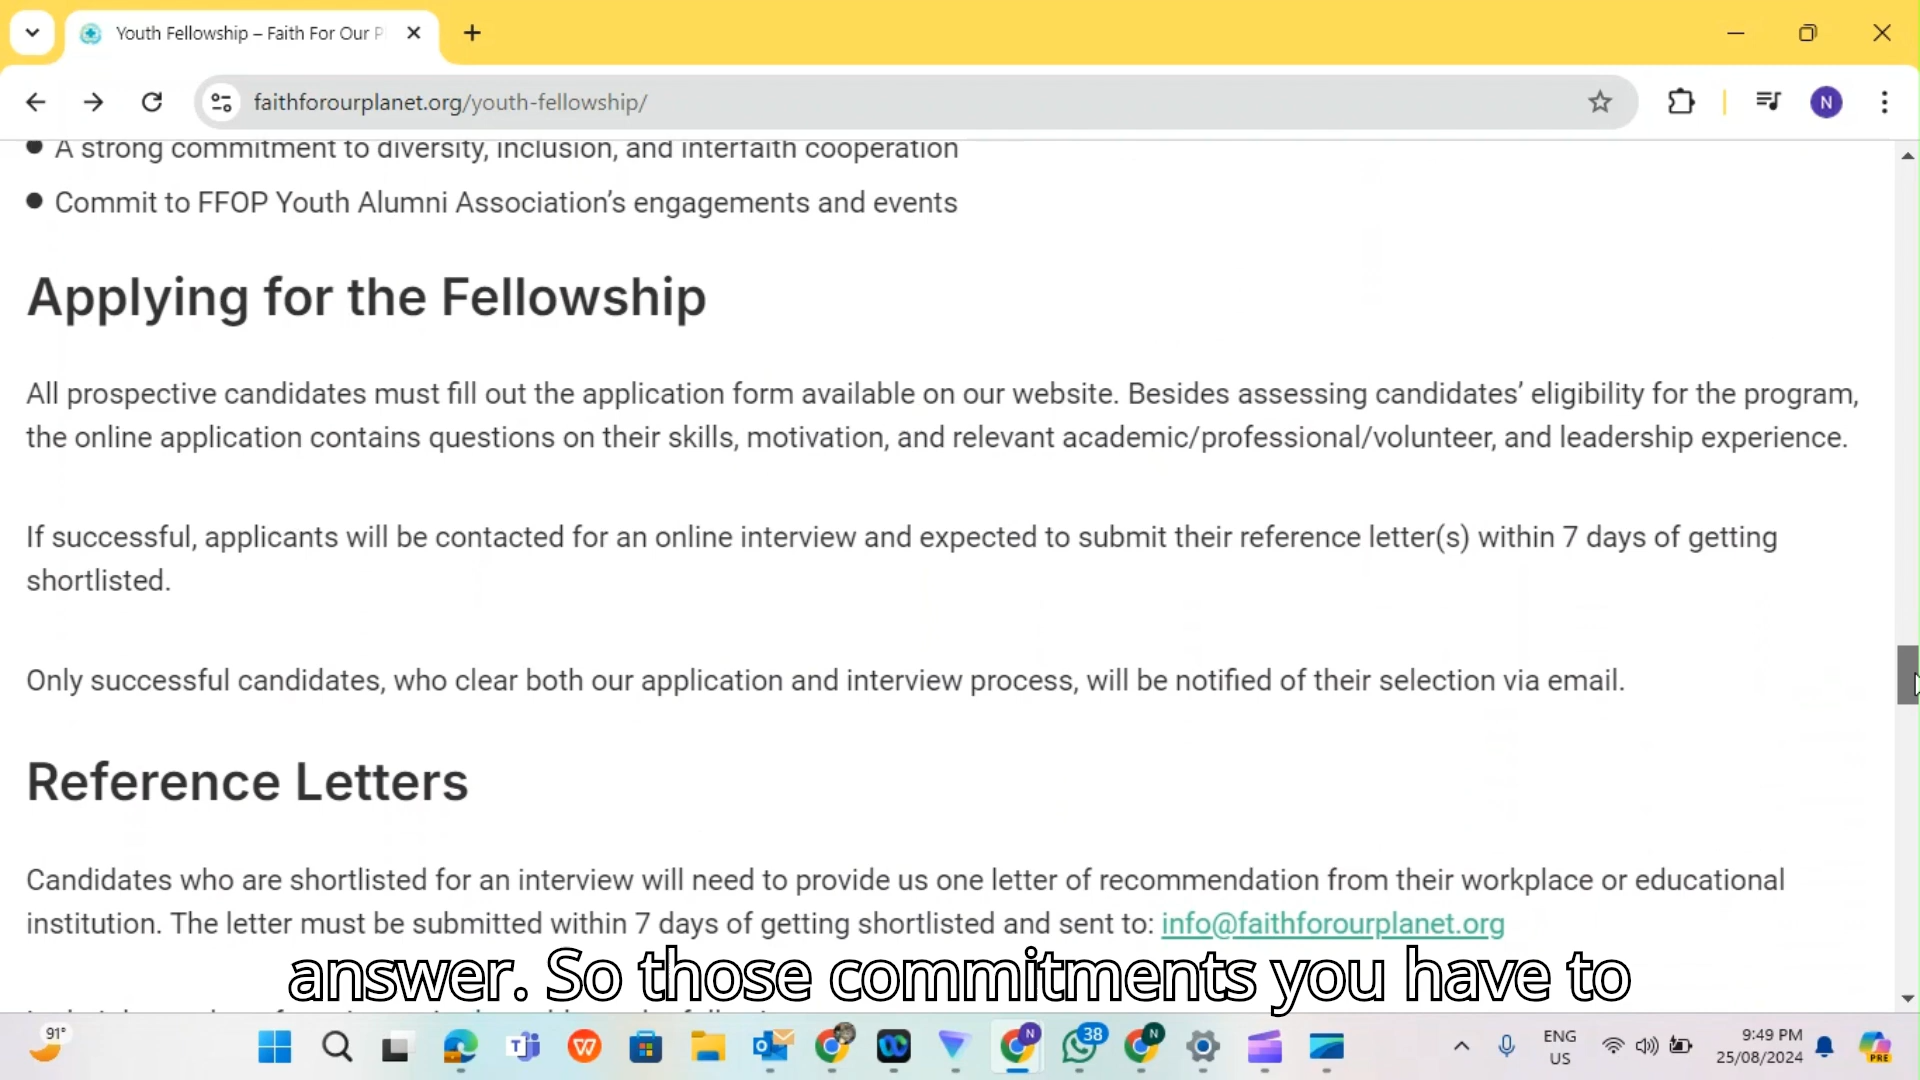 Youth Fellowship – Faith For Our P
faithforourplanet.org/youth-fellowship/
N
A strong commitment to diversity, inclusion, and interfaith cooperation
Commit to FFOP Youth Alumni Association’s engagements and events
Applying for the Fellowship
All prospective candidates must fill out the application form available on our website. Besides assessing candidates’ eligibility for the program,
the online application contains questions on their skills, motivation, and relevant academic/professional/volunteer, and leadership experience.
If successful, applicants will be contacted for an online interview and expected to submit their reference letter(s) within 7 days of getting
shortlisted.
Only successful candidates, who clear both our application and interview process, will be notified of their selection via email.
Reference Letters
Candidates who are shortlisted for an interview will need to provide us one letter of recommendation from their workplace or educational
institution. The letter must be submitted within 7 days of getting shortlisted and sent to: info@faithforourplanet.org
answer. So those commitments you have to
91°
N
38
N
ENG
US
9:49 PM
25/08/2024
PRE